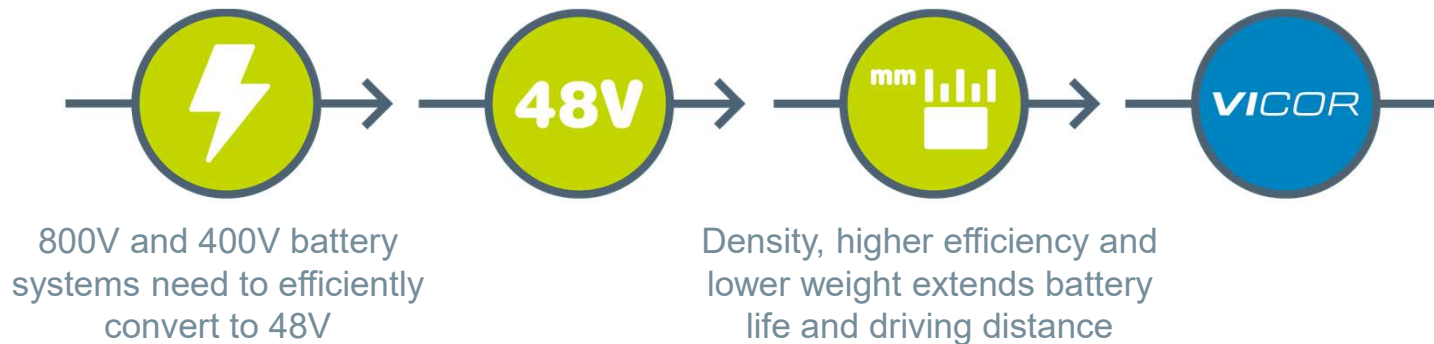 48V
mm
VICOR
800V and 400V battery
systems need to efficiently
convert to 48V
Density, higher efficiency and
lower weight extends battery
life and driving distance